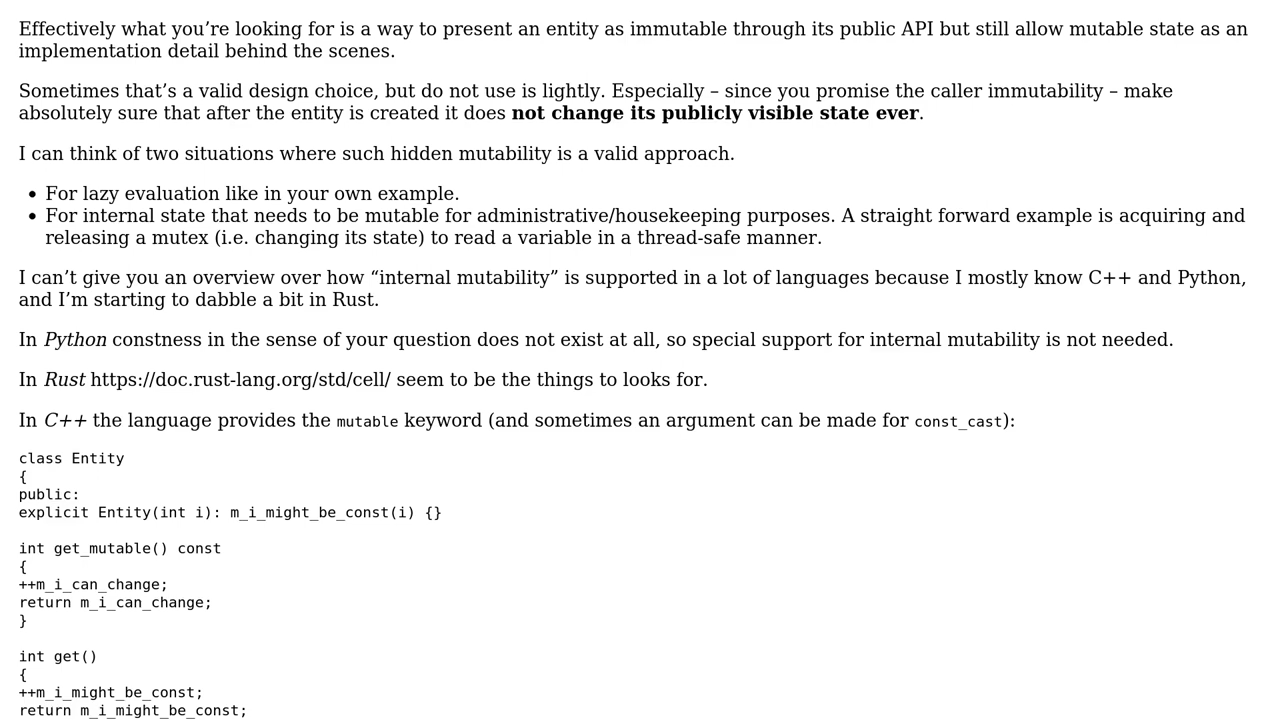 Effectively what you’re looking for is a way to present an entity as immutable through its public API but still allow mutable state as an
implementation detail behind the scenes.
Sometimes that’s a valid design choice, but do not use is lightly. Especially – since you promise the caller immutability – make
absolutely sure that after the entity is created it does not change its publicly visible state ever.
I can think of two situations where such hidden mutability is a valid approach.
• For lazy evaluation like in your own example.
• For internal state that needs to be mutable for administrative/housekeeping purposes. A straight forward example is acquiring and
releasing a mutex (i.e. changing its state) to read a variable in a thread-safe manner.
I can’t give you an overview over how “internal mutability” is supported in a lot of languages because I mostly know C++ and Python,
and I’m starting to dabble a bit in Rust.
In Python constness in the sense of your question does not exist at all, so special support for internal mutability is not needed.
In Rust https://doc.rust-lang.org/std/cell/ seem to be the things to looks for.
In C++ the language provides the mutable keyword (and sometimes an argument can be made for const_cast):
class Entity
{
public:
explicit Entity(int i): m_i_might_be_const(i) {}
int get_mutable() const
{
++m_i_can_change;
return m_i_can_change;
}
int get()
{
++m_i_might_be_const;
return m_i_might_be_const;